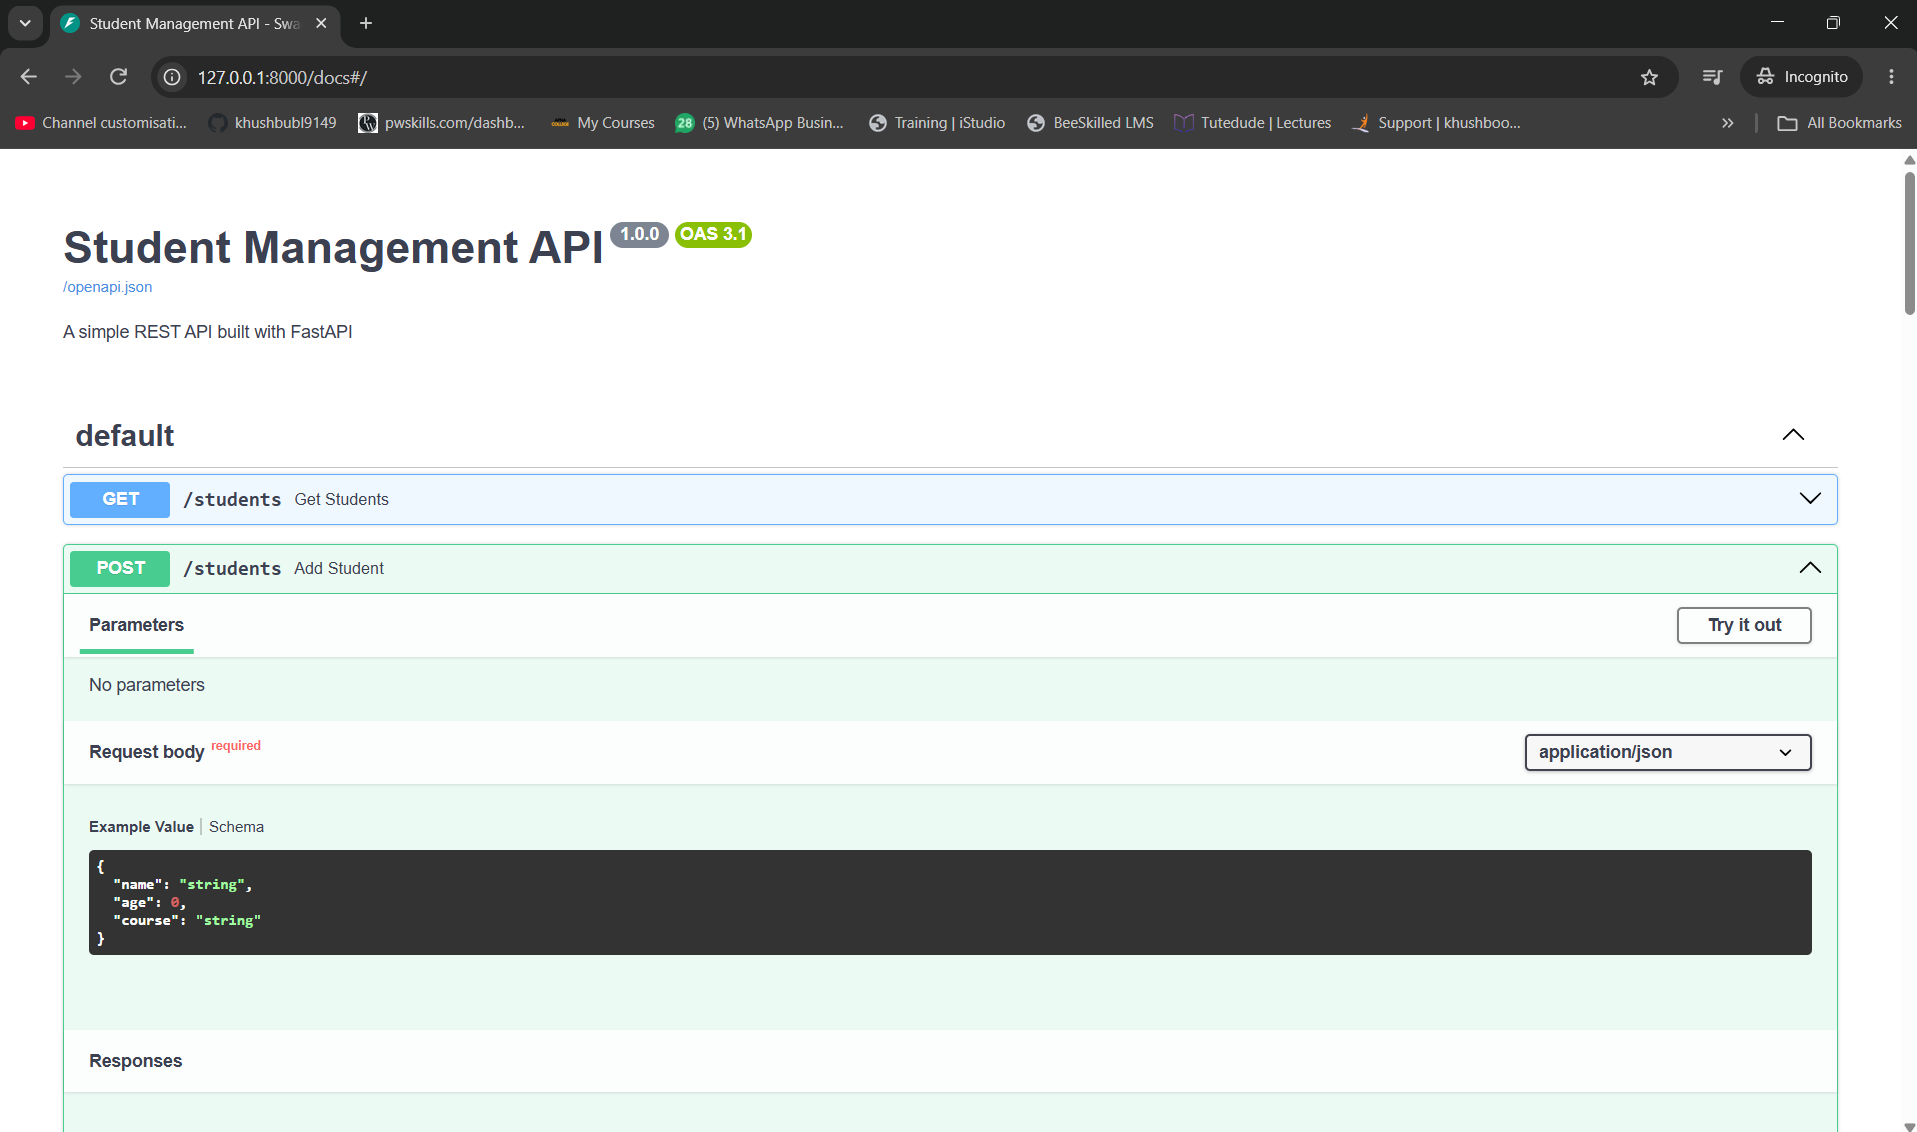 Student Management API - Swa
127.0.0.1:8000/docs#/
Incognito
Channel customisati...
khushbubl9149
pwskills.com/dashb...
My Courses
28
(5) WhatsApp Busin...
Training | iStudio
BeeSkilled LMS
Tutedude | Lectures
Support | khushboo...
All Bookmarks
Student Management API 1.0.0 OAS 3.1
/openapi.json
A simple REST API built with FastAPI
default
GET /students Get Students
POST /students Add Student
Parameters
Try it out
No parameters
Request body required
application/json
Example Value | Schema
{
"name": "string",
"age": 0,
"course": "string"
}
Responses